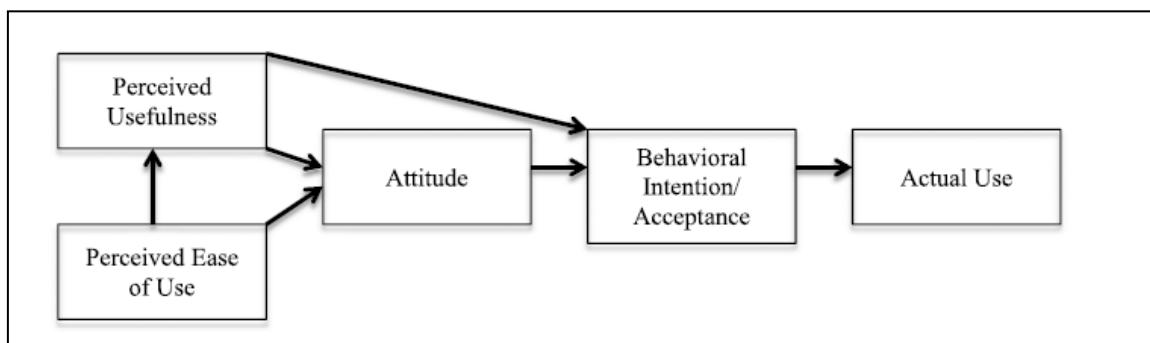 Perceived
Usefulness
Attitude
Behavioral
Intention/
Acceptance
Actual Use
Perceived Ease
of Use